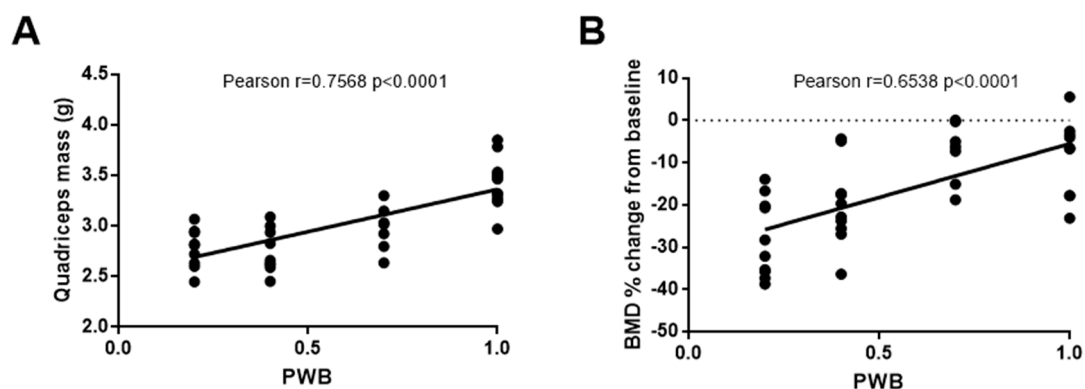 A
Pearson r=0.7568 p<0.0001
Quadriceps mass (g)
4.5
4.0
3.5
3.0
2.5
2.0
0.0
0.5
1.0
PWB
B
Pearson r=0.6538 p<0.0001
BMD % change from baseline
10
0
-10
-20
-30
-40
-50
0.0
0.5
1.0
PWB